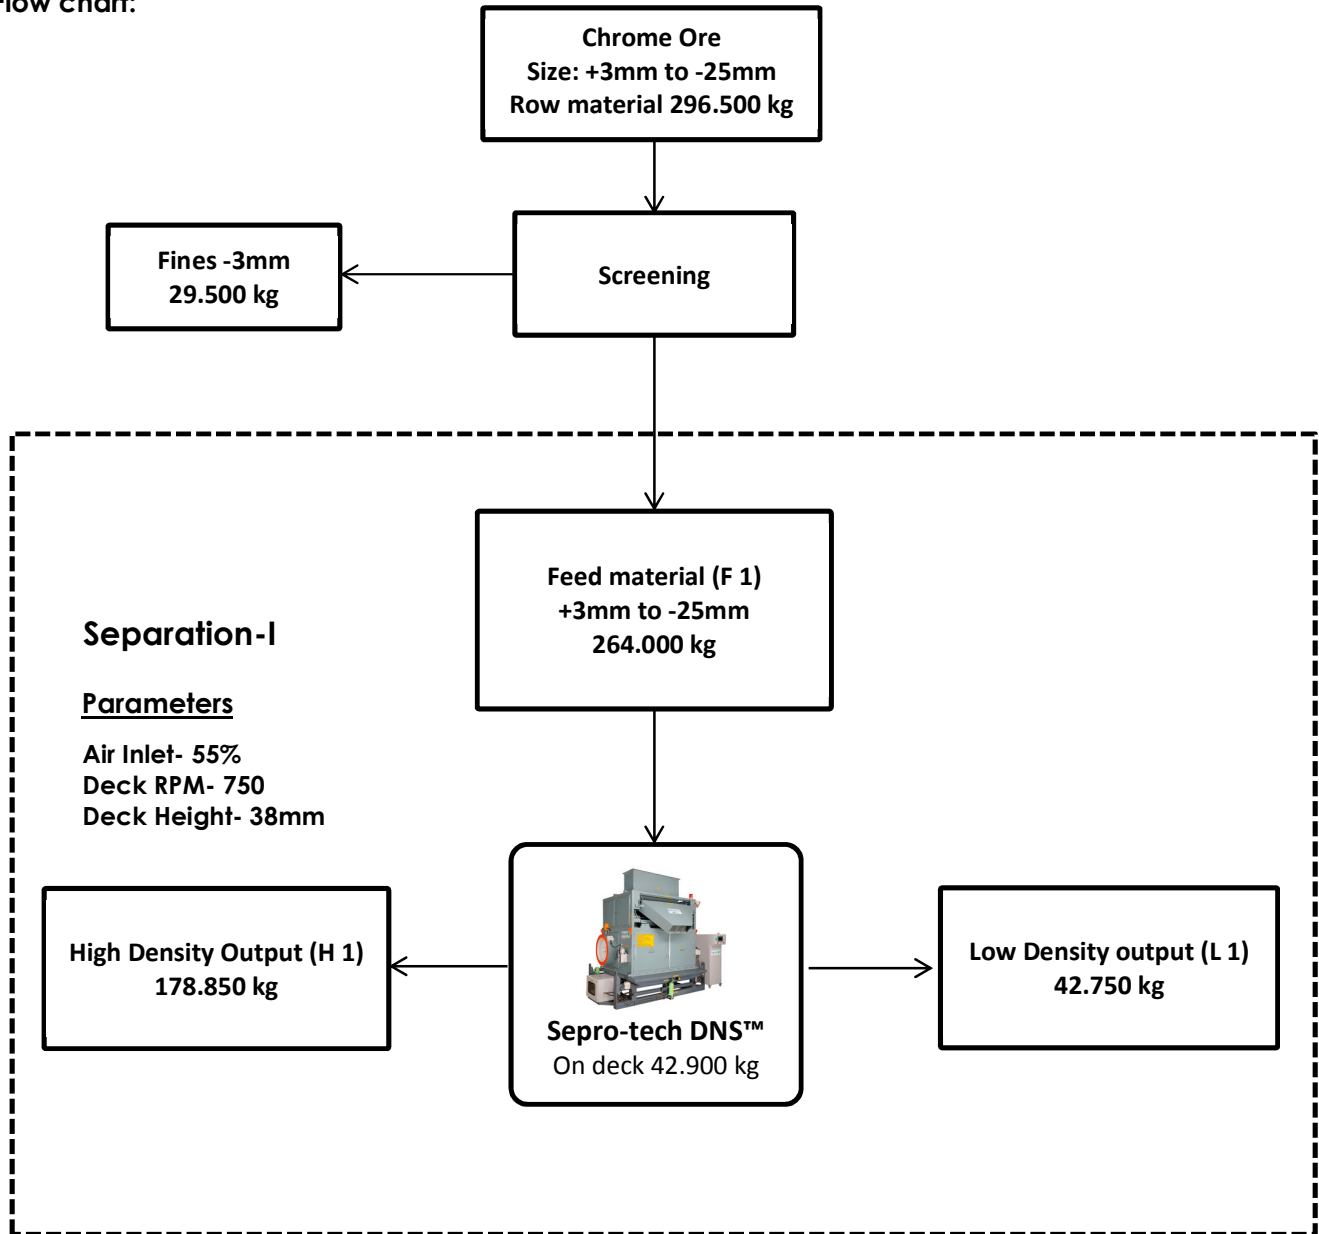 Flow chart:
Chrome Ore
Size: +3mm to -25mm
Row material 296.500 kg
Fines -3mm
29.500 kg
Screening
Feed material (F 1)
+3mm to -25mm
264.000 kg
Separation-I
Parameters
Air Inlet- 55%
Deck RPM- 750
Deck Height- 38mm
High Density Output (H 1)
178.850 kg
Sepro-tech DNS™
On deck 42.900 kg
Low Density output (L 1)
42.750 kg